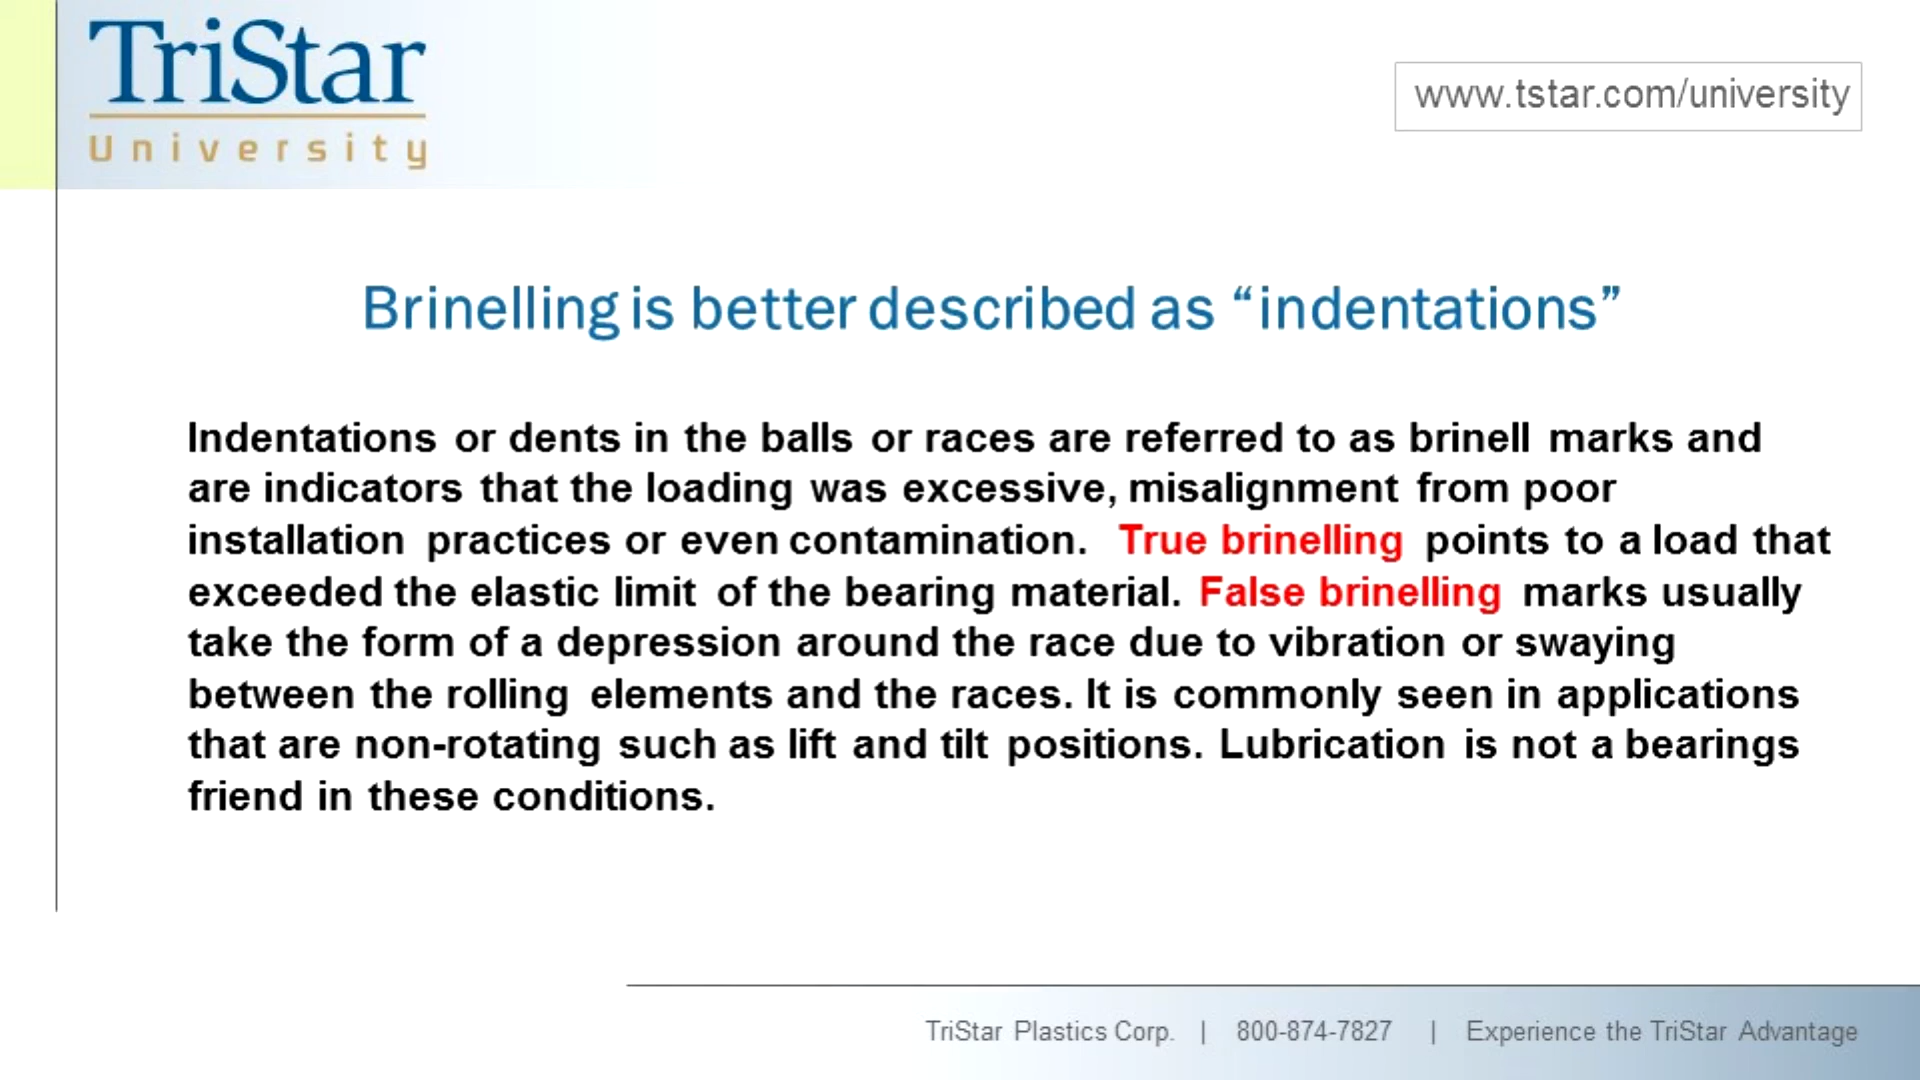 TriStar
University
www.tstar.com/university
Brinelling is better described as “indentations”
Indentations or dents in the balls or races are referred to as brinell marks and
are indicators that the loading was excessive, misalignment from poor
installation practices or even contamination. True brinelling points to a load that
exceeded the elastic limit of the bearing material. False brinelling marks usually
take the form of a depression around the race due to vibration or swaying
between the rolling elements and the races. It is commonly seen in applications
that are non-rotating such as lift and tilt positions. Lubrication is not a bearings
friend in these conditions.
TriStar Plastics Corp. | 800-874-7827 | Experience the TriStar Advantage